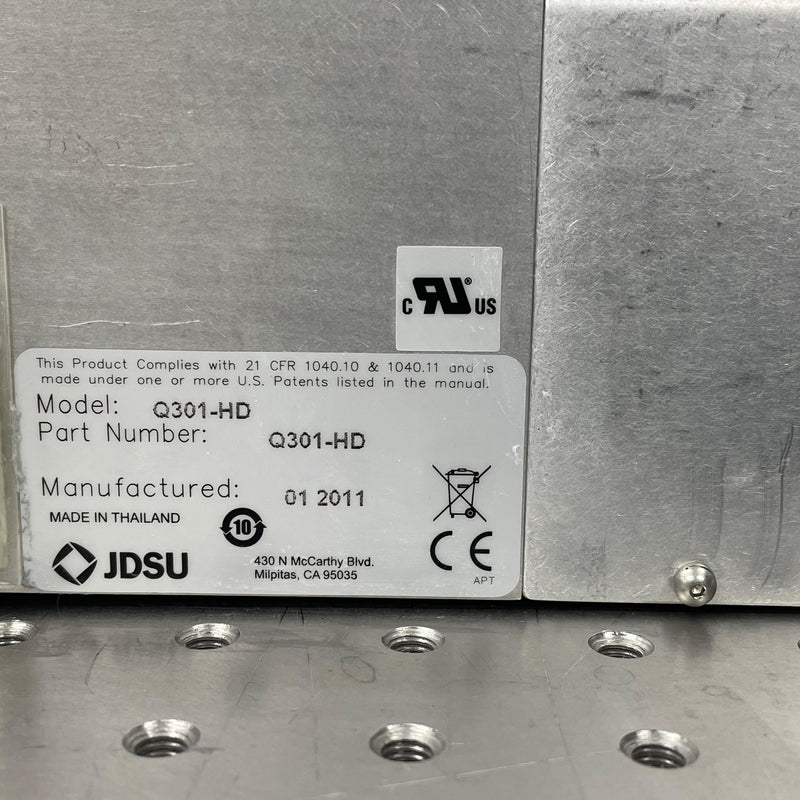 c RU® US
This Product Complies with 21 CFR 1040.10 & 1040.11 and is
made under one or more U.S. Patents listed in the manual.
Model: Q301-HD
Part Number: Q301-HD
Manufactured: 01 2011
MADE IN THAILAND
10
JDSU
430 N McCarthy Blvd.
Milpitas, CA 95035
CE
APT